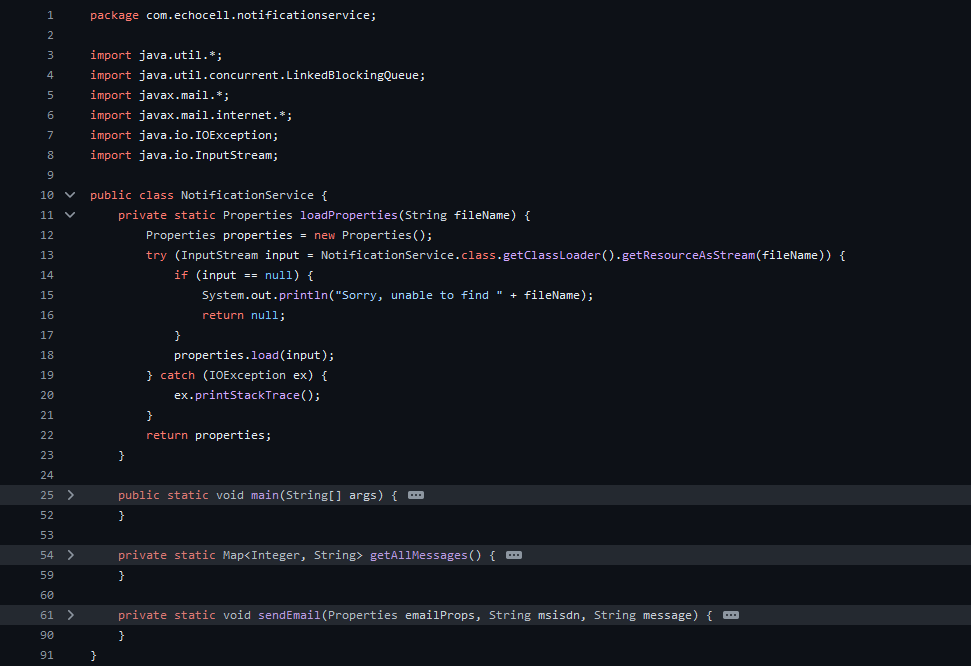 1 package com.echocell.notificationservice;
2
3 import java.util.*;
4 import java.util.concurrent.LinkedBlockingQueue;
5 import javax.mail.*;
6 import javax.mail.internet.*;
7 import java.io.IOException;
8 import java.io.InputStream;
9
10 public class NotificationService {
11 private static Properties loadProperties(String fileName) {
12 Properties properties = new Properties();
13 try (InputStream input = NotificationService.class.getClassLoader().getResourceAsStream(fileName)) {
14 if (input == null) {
15 System.out.println("Sorry, unable to find " + fileName);
16 return null;
17 }
18 properties.load(input);
19 } catch (IOException ex) {
20 ex.printStackTrace();
21 }
22 return properties;
23 }
24
25 public static void main(String[] args) { ...
52 }
53
54 private static Map<Integer, String> getAllMessages() { ...
59 }
60
61 private static void sendEmail(Properties emailProps, String msisdn, String message) { ...
90 }
91 }